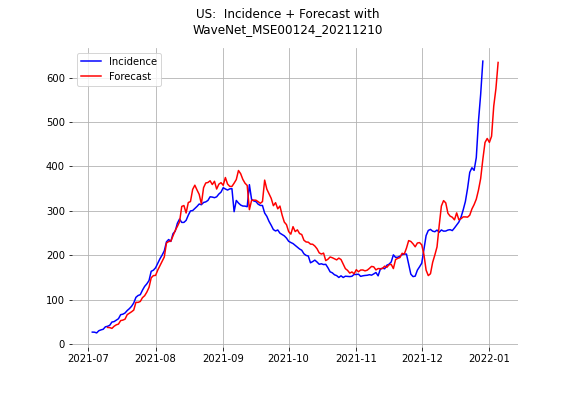 US:  Incidence + Forecast with
WaveNet_MSE00124_20211210
Incidence
Forecast
600
500
400
300
200
100
0
2021-07 2021-08 2021-09 2021-10 2021-11 2021-12 2022-01